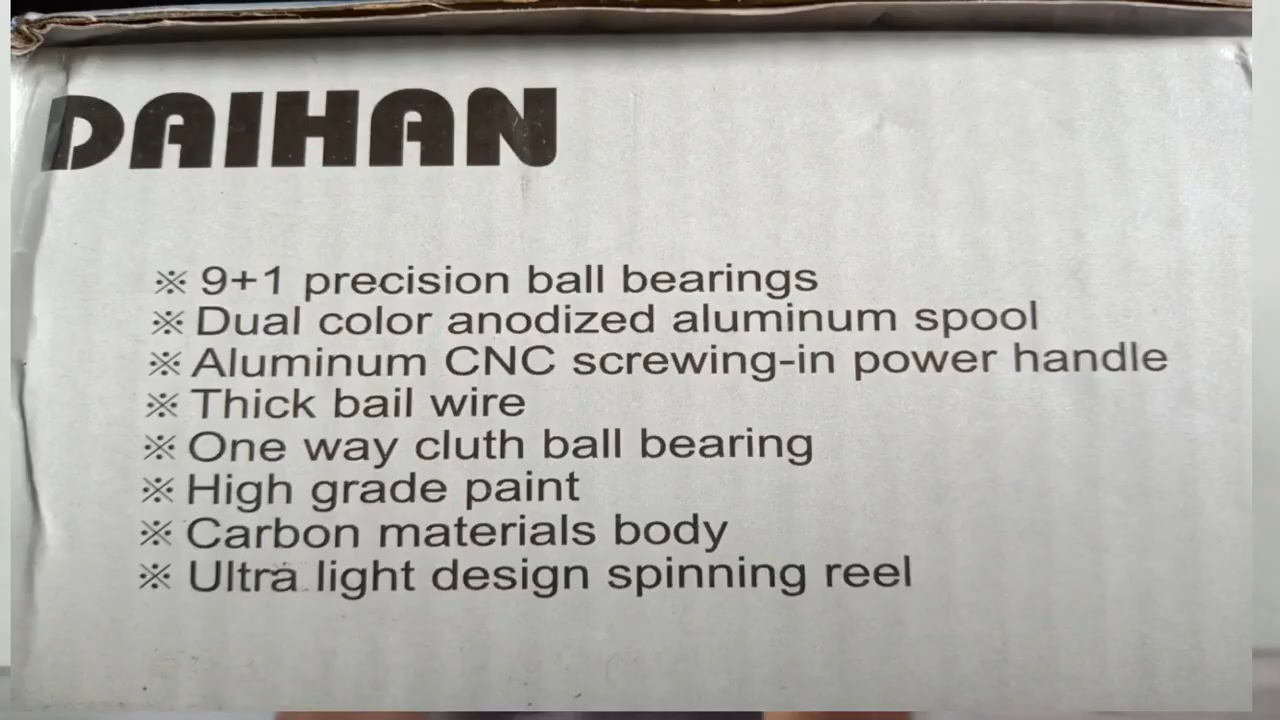 DAIHAN
※ 9+1 precision ball bearings
※ Dual color anodized aluminum spool
※ Aluminum CNC screwing-in power handle
※ Thick bail wire
※ One way cluth ball bearing
※ High grade paint
※ Carbon materials body
※ Ultra light design spinning reel